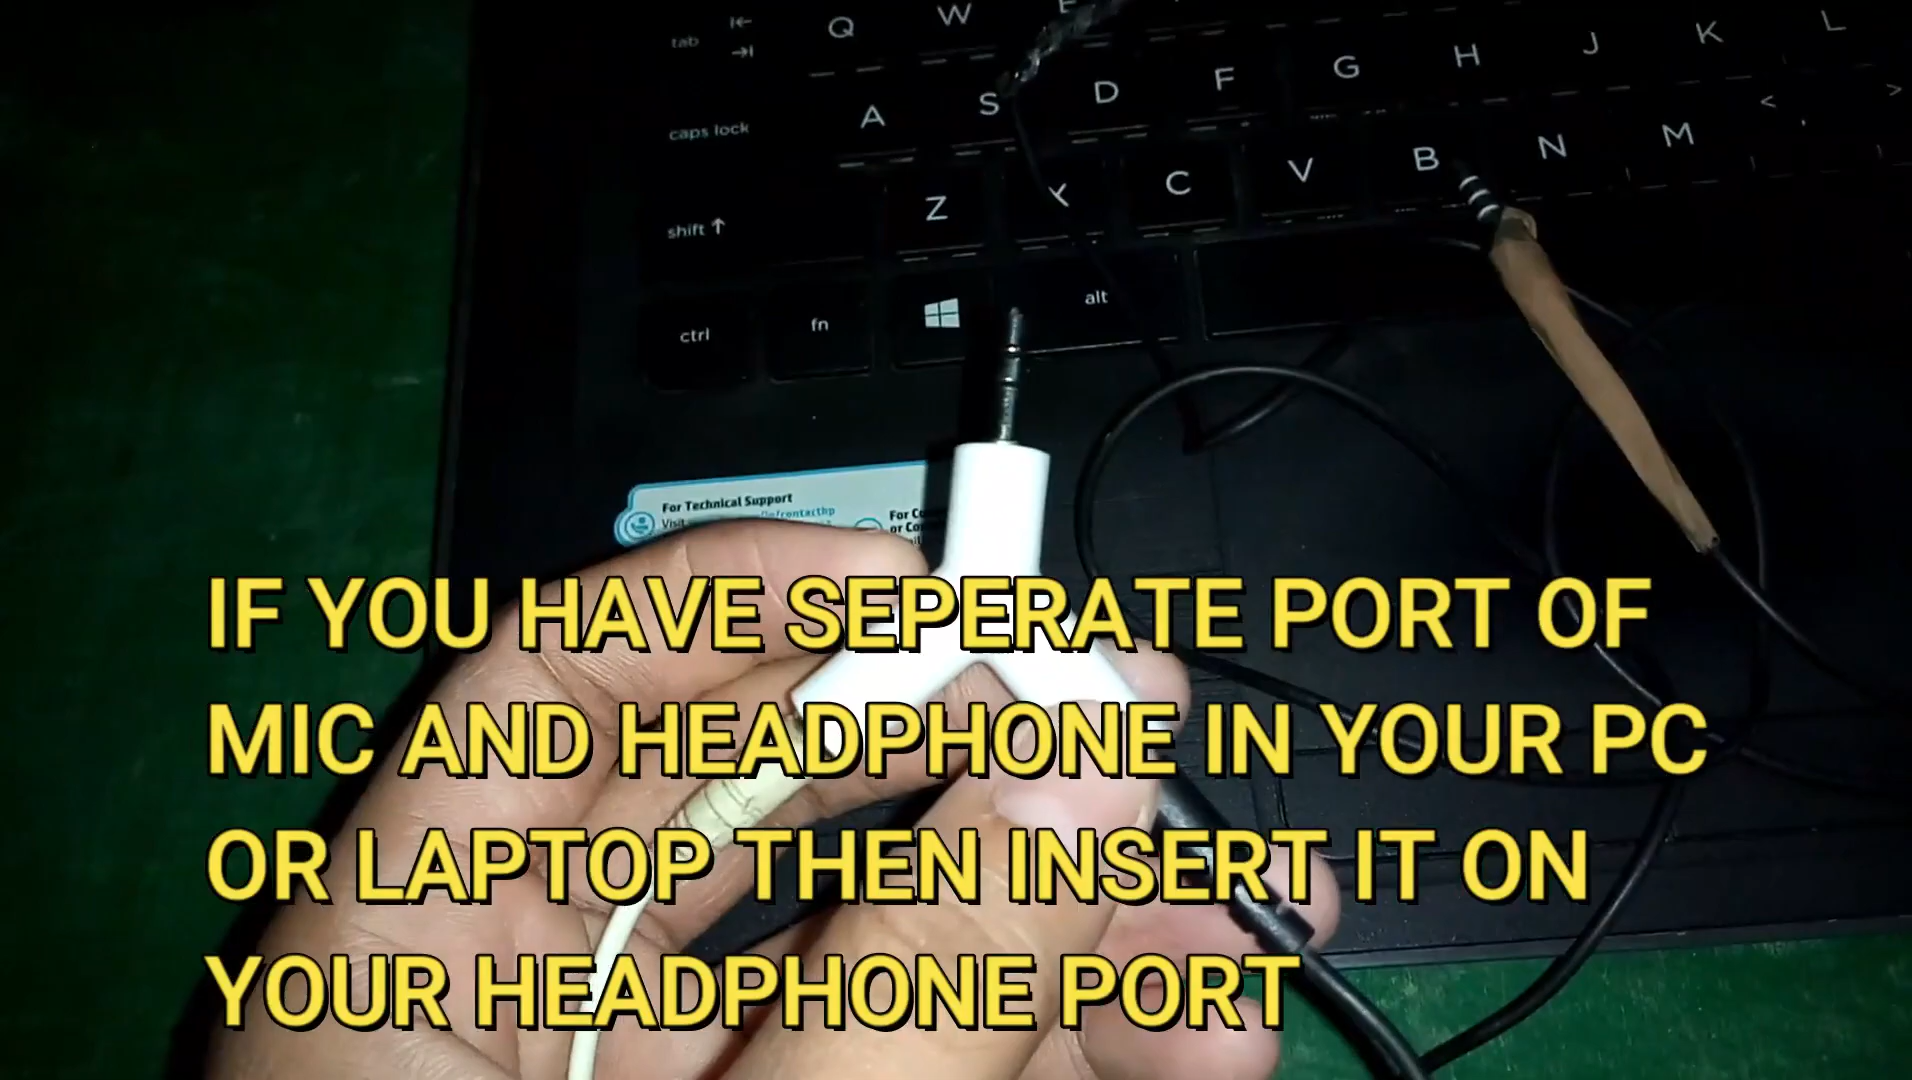 Q W
tab
A S D F G H J K L
caps lock
Z X C V B N M < >
shift ↑
ctrl fn alt
For Technical Support
Visit
IF YOU HAVE SEPERATE PORT OF
MIC AND HEADPHONE IN YOUR PC
OR LAPTOP THEN INSERT IT ON
YOUR HEADPHONE PORT